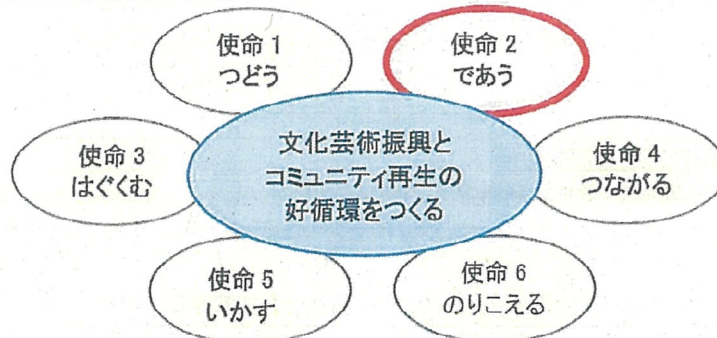 使命1
つどう
使命2
であう
使命3
はぐくむ
文化芸術振興と
コミュニティ再生の
好循環をつくる
使命4
つながる
使命5
いかす
使命6
のりこえる